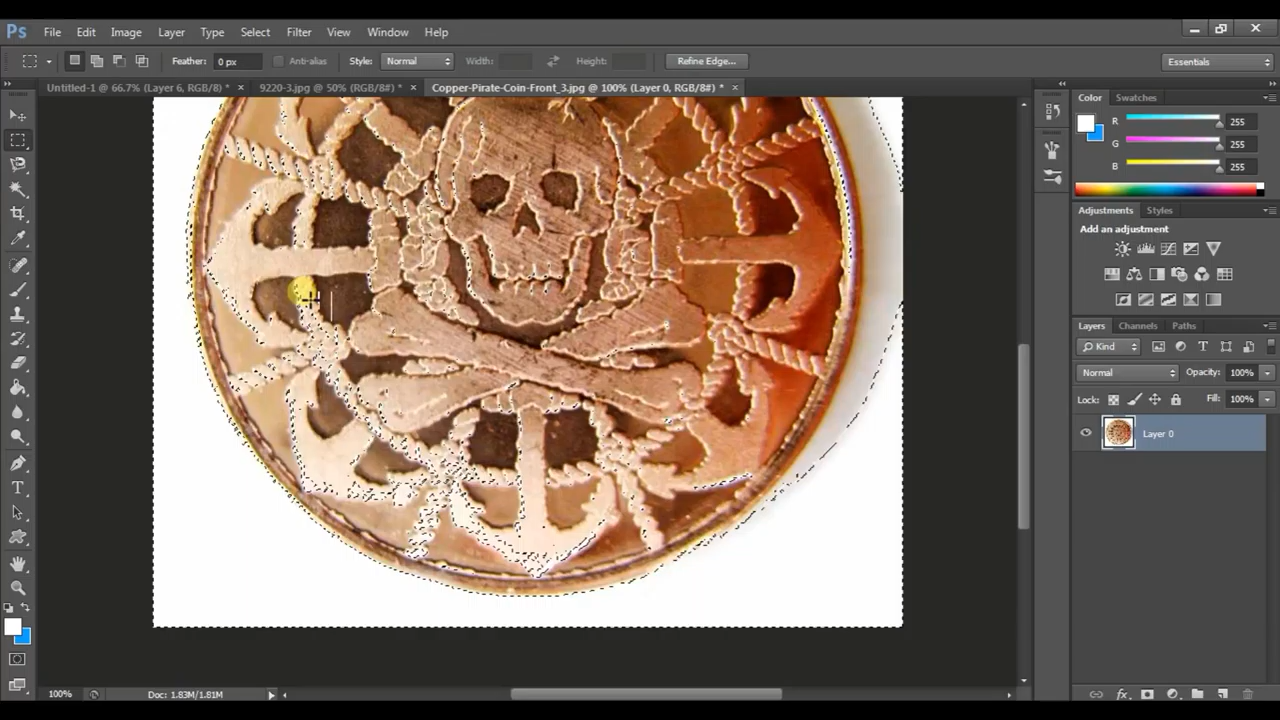 Ps File Edit Image Layer Type Select Filter View Window Help
Feather: 0 px Anti-alias Style: Normal Width: Height: Refine Edge... Essentials
Untitled-1 @ 66.7% (Layer 6, RGB/8) * × 9220-3.jpg @ 50% (RGB/8#) * × Copper-Pirate-Coin-Front_3.jpg @ 100% (Layer 0, RGB/8#) * ×
Color Swatches
R 255
G 255
B 255
Adjustments Styles
Add an adjustment
Layers Channels Paths
Kind
Normal Opacity: 100%
Lock: Fill: 100%
Layer 0
T
100% Doc: 1.83M/1.81M